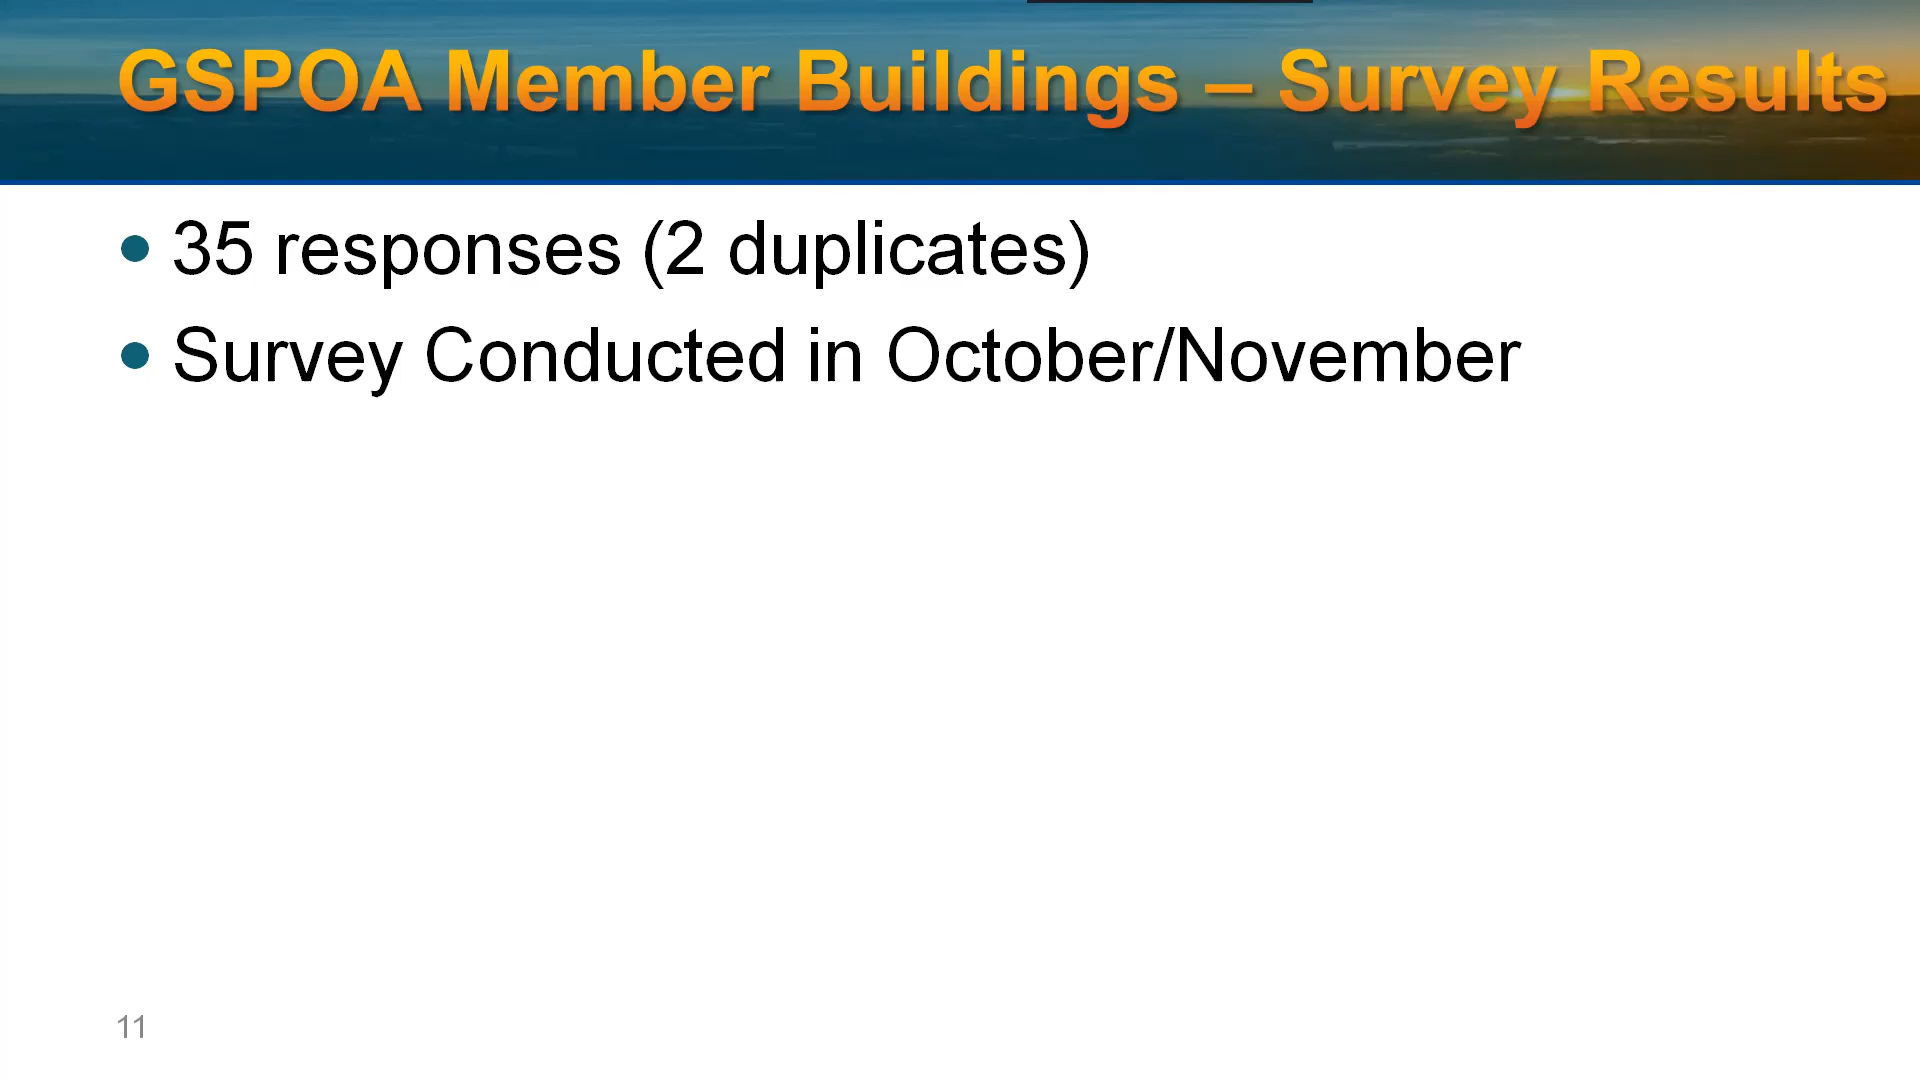 GSPOA Member Buildings – Survey Results
• 35 responses (2 duplicates)
• Survey Conducted in October/November
11